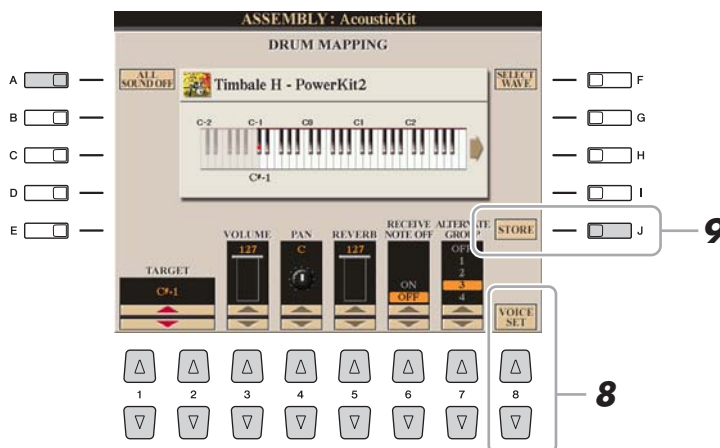 ASSEMBLY: AcousticKit
DRUM MAPPING
A
ALL SOUND OFF
Timbale H - PowerKit2
SELECT WAVE
F
B
G
C-2 C-1 C0 C1 C2
C
H
C#-1
D
I
E
VOLUME PAN REVERB RECEIVE NOTE OFF ALTERNATE GROUP
STORE
J
9
127 C 127 OFF
1
2
TARGET
ON 3
C#-1
OFF 4
VOICE SET
1 2 3 4 5 6 7 8
8